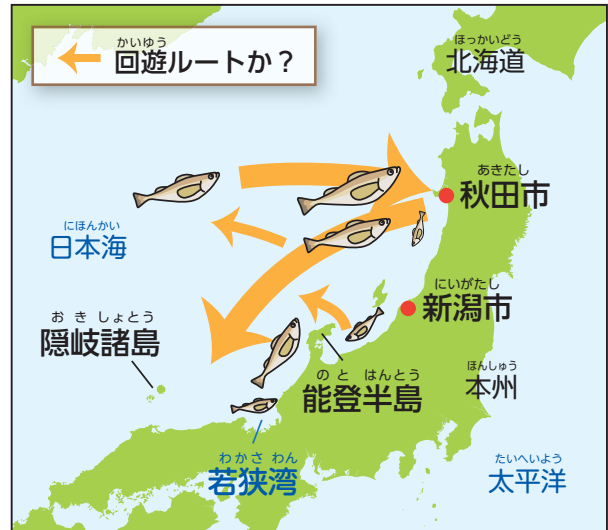 かいゆう
回遊ルートか？
ほっかいどう
北海道
あきたし
秋田市
にほんかい
日本海
にいがたし
新潟市
おきしょとう
隠岐諸島
のとはんとう
能登半島
ほんしゅう
本州
わかさわん
若狭湾
たいへいよう
太平洋